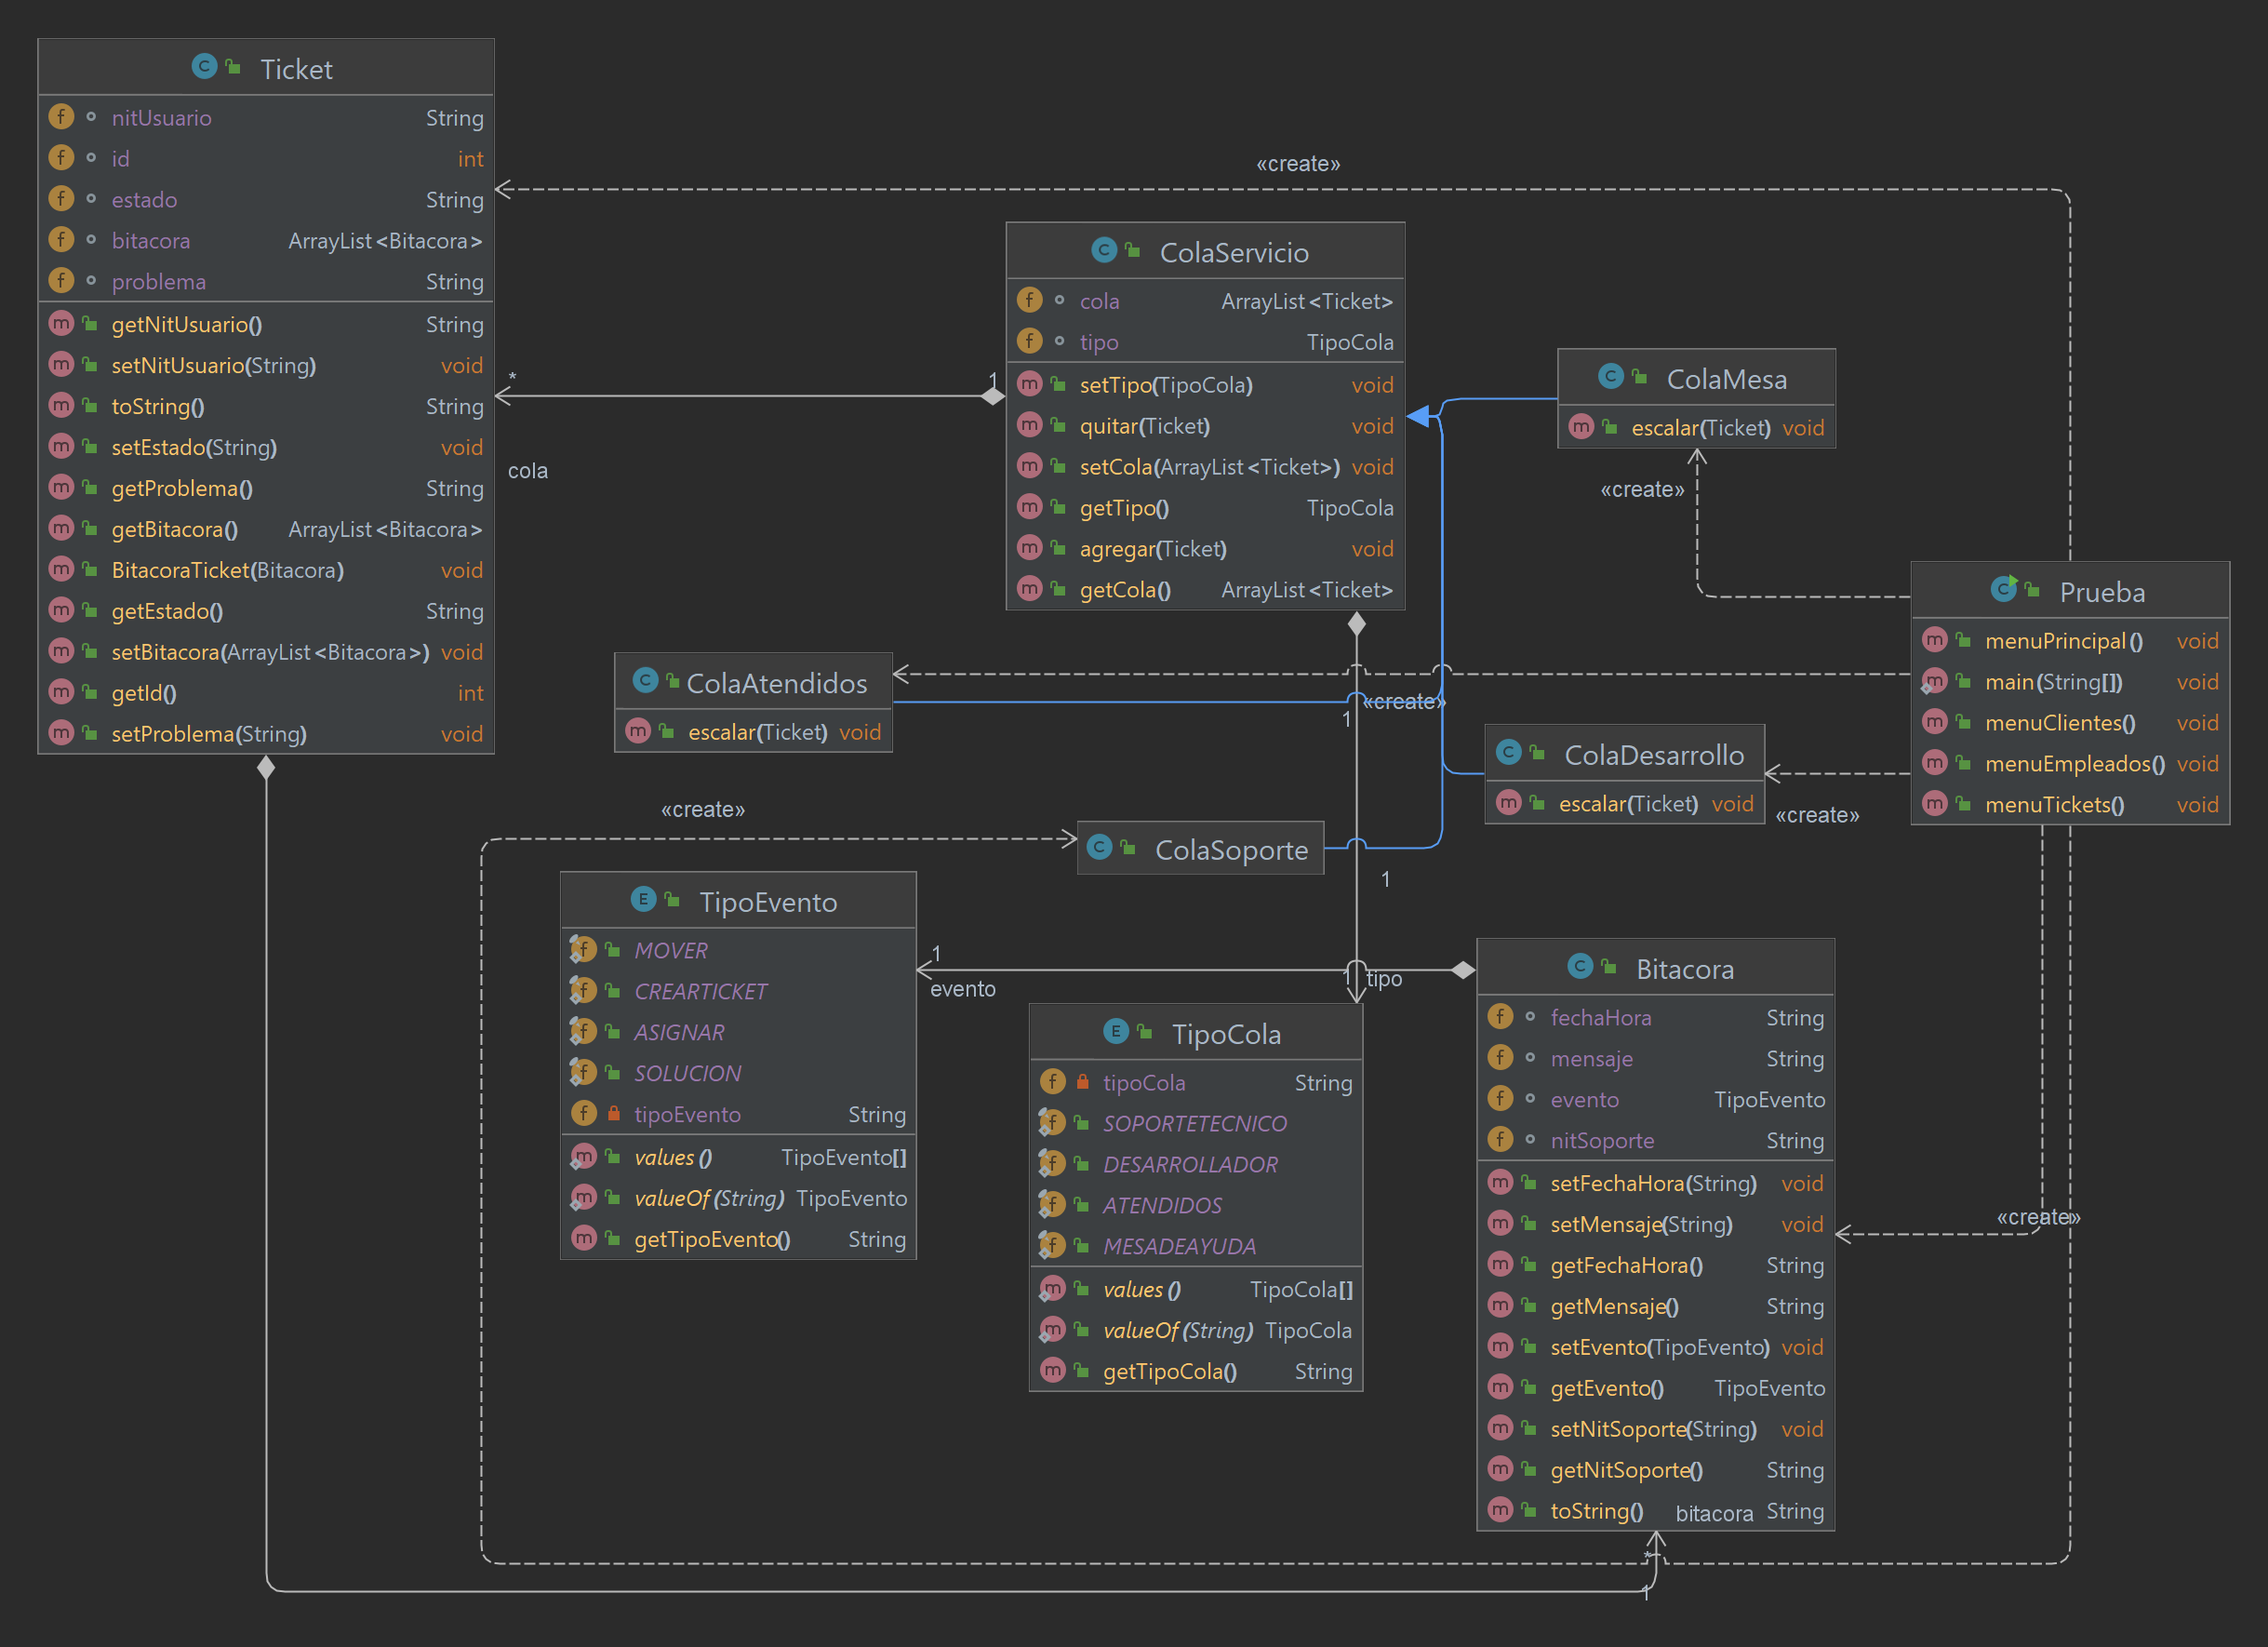 Ticket
nitUsuario String
id int
estado String
bitacora ArrayList<Bitacora>
problema String
getNitUsuario() String
setNitUsuario(String) void
toString() String
setEstado(String) void
getProblema() String
getBitacora() ArrayList<Bitacora>
BitacoraTicket(Bitacora) void
getEstado() String
setBitacora(ArrayList<Bitacora>) void
getId() int
setProblema(String) void
«create»
ColaServicio
cola ArrayList<Ticket>
tipo TipoCola
setTipo(TipoCola) void
quitar(Ticket) void
setCola(ArrayList<Ticket>) void
getTipo() TipoCola
agregar(Ticket) void
getCola() ArrayList<Ticket>
*
1
cola
ColaMesa
escalar(Ticket) void
«create»
Prueba
menuPrincipal() void
main(String[]) void
menuClientes() void
menuEmpleados() void
menuTickets() void
ColaAtendidos
escalar(Ticket) void
1
«create»
ColaDesarrollo
escalar(Ticket) void
«create»
«create»
ColaSoporte
1
TipoEvento
MOVER
CREARTICKET
ASIGNAR
SOLUCION
tipoEvento String
values() TipoEvento[]
valueOf(String) TipoEvento
getTipoEvento() String
1
evento
1
tipo
TipoCola
tipoCola String
SOPORTETECNICO
DESARROLLADOR
ATENDIDOS
MESADEAYUDA
values() TipoCola[]
valueOf(String) TipoCola
getTipoCola() String
Bitacora
fechaHora String
mensaje String
evento TipoEvento
nitSoporte String
setFechaHora(String) void
setMensaje(String) void
getFechaHora() String
getMensaje() String
setEvento(TipoEvento) void
getEvento() TipoEvento
setNitSoporte(String) void
getNitSoporte() String
toString() String
bitacora
«create»
*
1